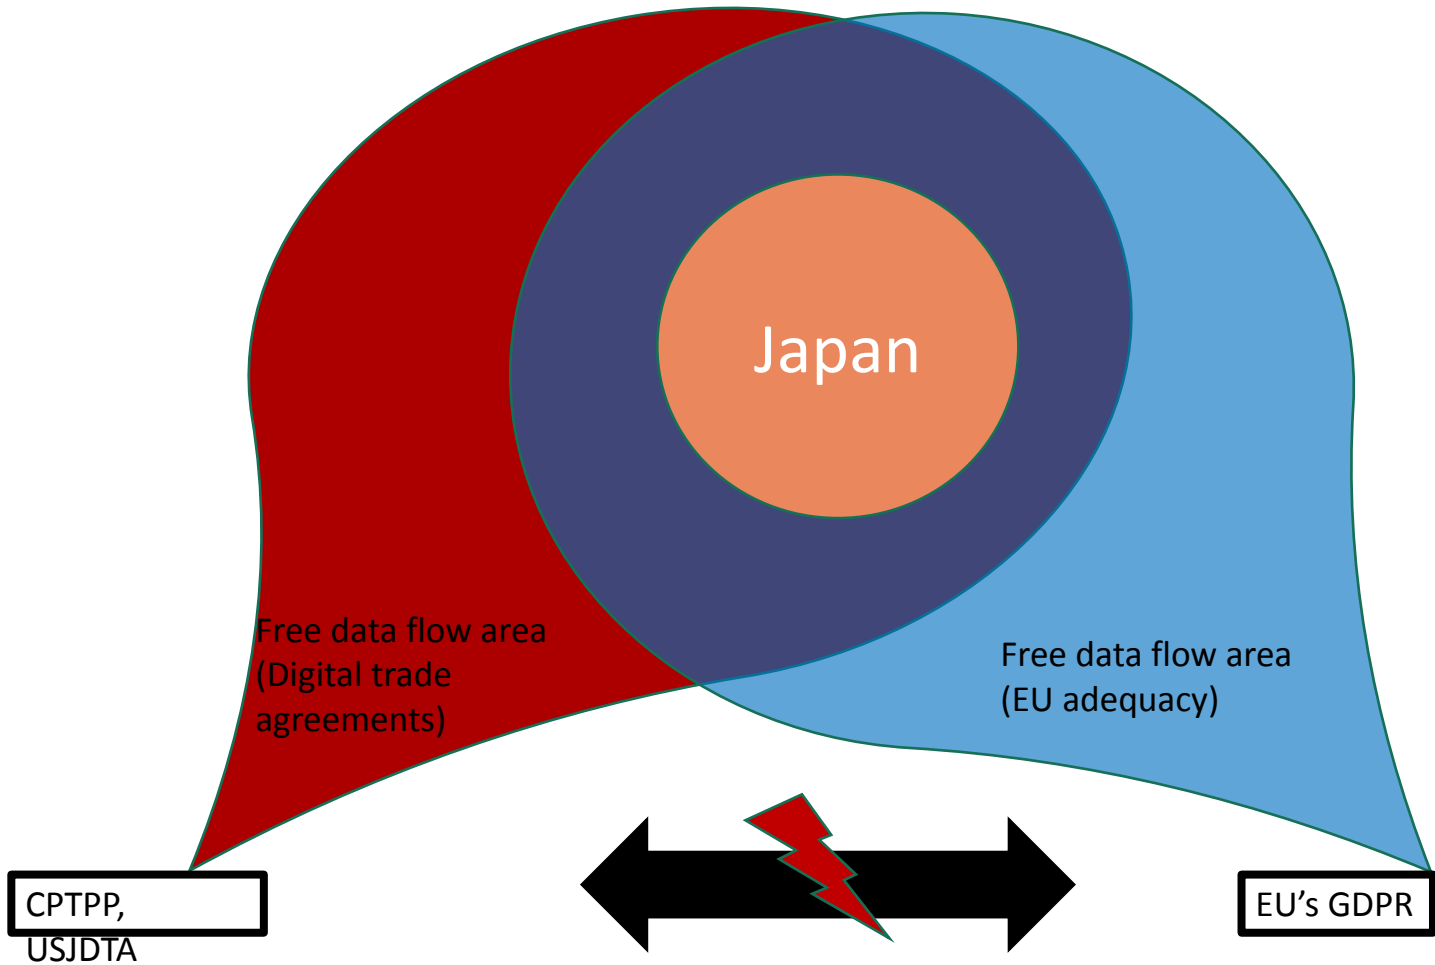 Japan
Free data flow area
(Digital trade
agreements)
Free data flow area
(EU adequacy)
CPTPP,
USJDTA
EU’s GDPR